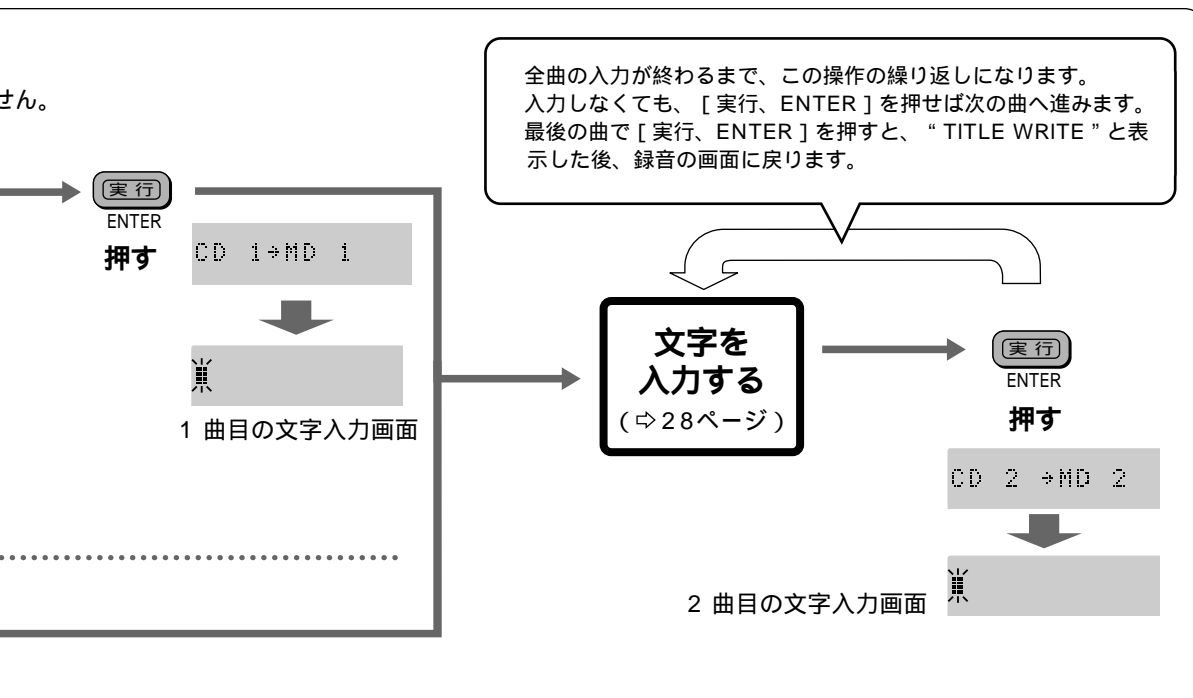 全曲の入力が終わるまで、この操作の繰り返しになります。
入力しなくても、[ 実行、ENTER ] を押せば次の曲へ進みます。
最後の曲で [ 実行、ENTER ] を押すと、“ TITLE WRITE ” と表
示した後、録音の画面に戻ります。
せん。
実行
ENTER
押す
CD 1→MD 1
1 曲目の文字入力画面
文字を
入力する
(⇨28ページ)
実行
ENTER
押す
CD 2 →MD 2
2 曲目の文字入力画面